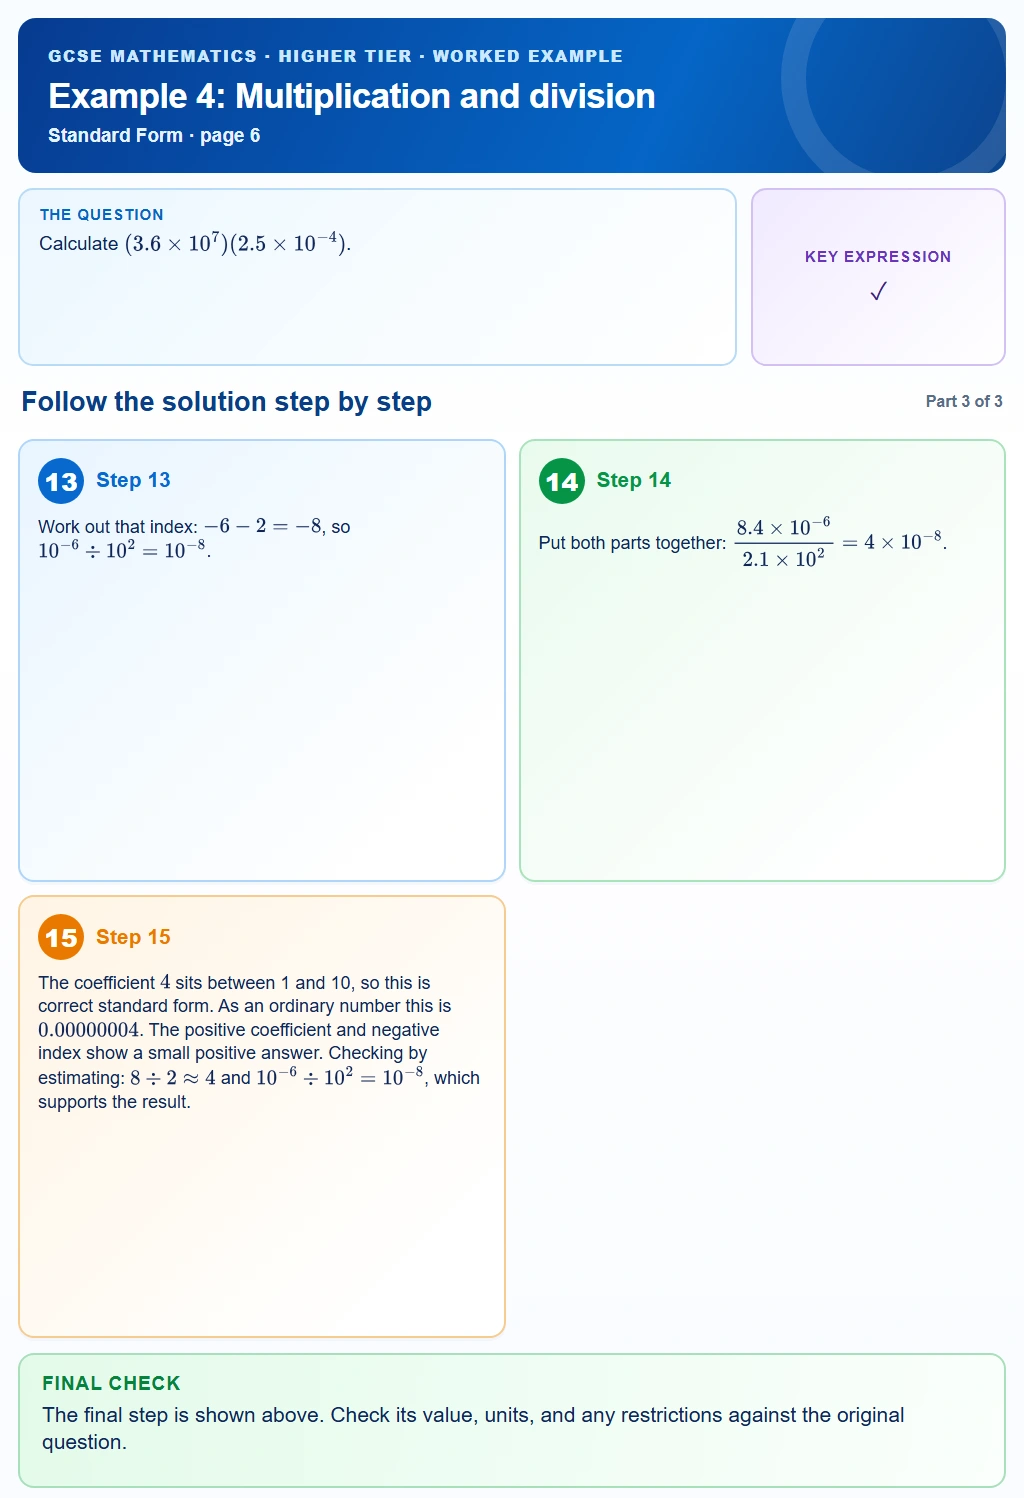 GCSE MATHEMATICS · HIGHER TIER · WORKED EXAMPLE
Example 4: Multiplication and division
Standard Form · page 6
THE QUESTION
Calculate (3.6 × 10⁷)(2.5 × 10⁻⁴).
KEY EXPRESSION
✓
Follow the solution step by step
Part 3 of 3
13 Step 13
Work out that index: −6 − 2 = −8, so
10⁻⁶ ÷ 10² = 10⁻⁸.
14 Step 14
Put both parts together: (8.4 × 10⁻⁶)/(2.1 × 10²) = 4 × 10⁻⁸.
15 Step 15
The coefficient 4 sits between 1 and 10, so this is
correct standard form. As an ordinary number this is
0.00000004. The positive coefficient and negative
index show a small positive answer. Checking by
estimating: 8 ÷ 2 ≈ 4 and 10⁻⁶ ÷ 10² = 10⁻⁸, which
supports the result.
FINAL CHECK
The final step is shown above. Check its value, units, and any restrictions against the original
question.